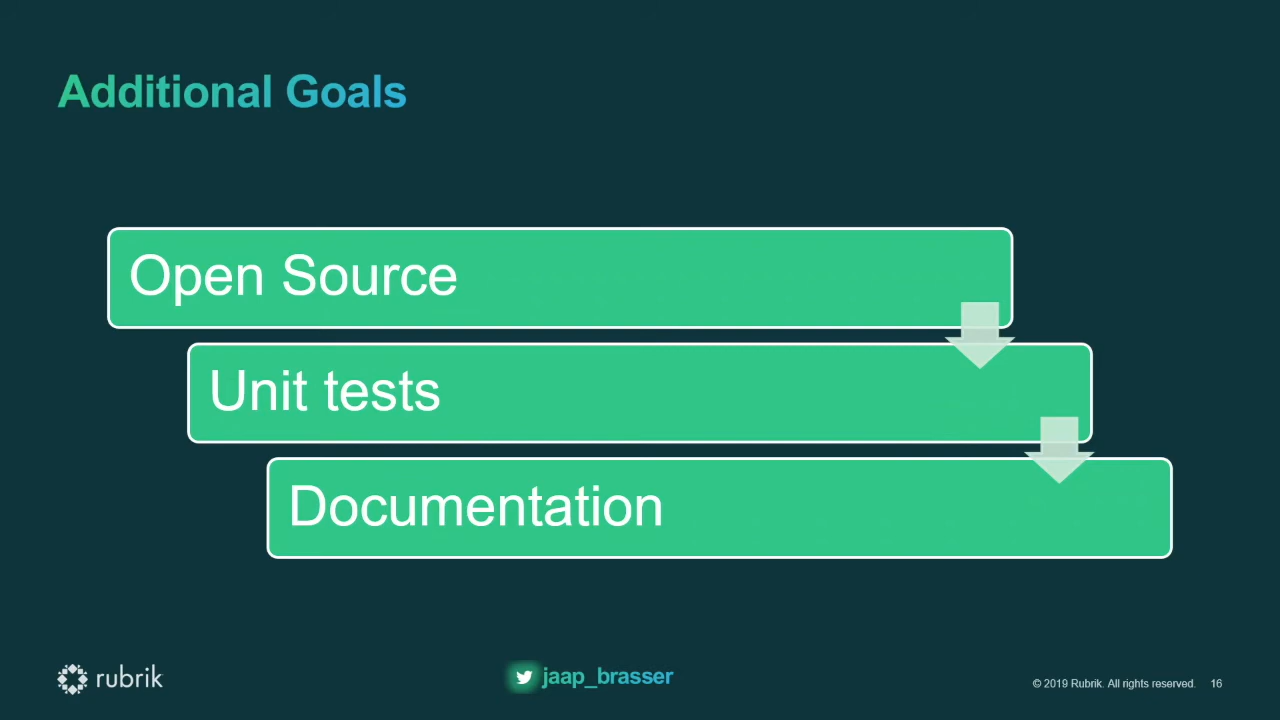 Additional Goals
Open Source
Unit tests
Documentation
rubrik
jaap_brasser
© 2019 Rubrik. All rights reserved. 16